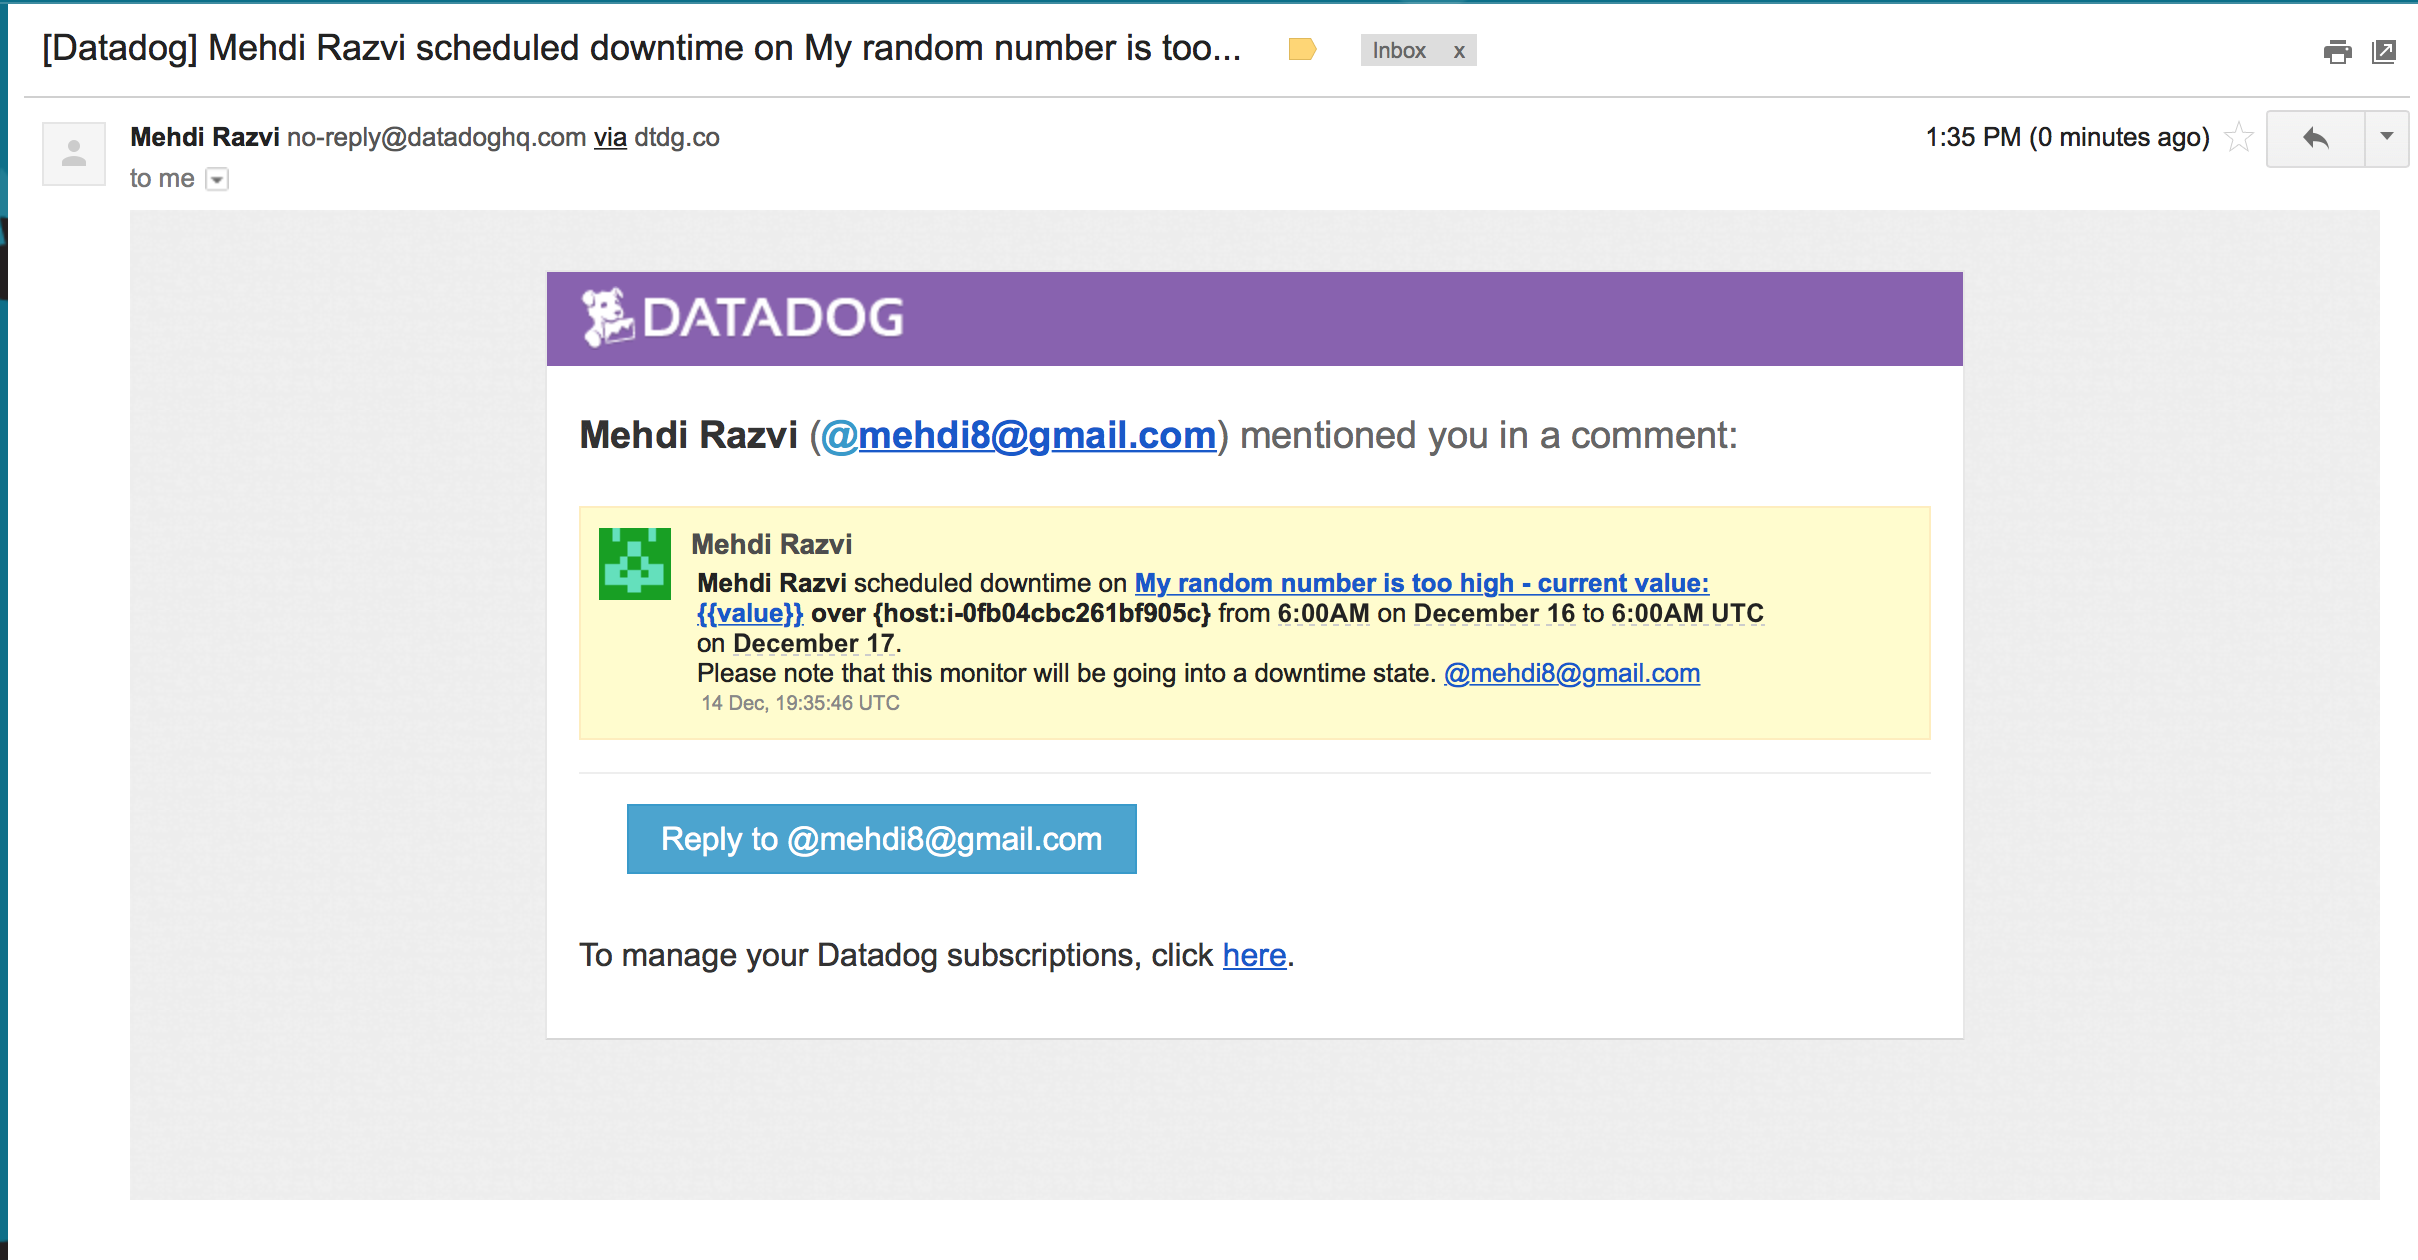 [Datadog] Mehdi Razvi scheduled downtime on My random number is too... Inbox x
Mehdi Razvi no-reply@datadoghq.com via dtdg.co 1:35 PM (0 minutes ago)
to me
DATADOG
Mehdi Razvi (@mehdi8@gmail.com) mentioned you in a comment:
Mehdi Razvi
Mehdi Razvi scheduled downtime on My random number is too high - current value:
{{value}} over {host:i-0fb04cbc261bf905c} from 6:00AM on December 16 to 6:00AM UTC
on December 17.
Please note that this monitor will be going into a downtime state. @mehdi8@gmail.com
14 Dec, 19:35:46 UTC
Reply to @mehdi8@gmail.com
To manage your Datadog subscriptions, click here.